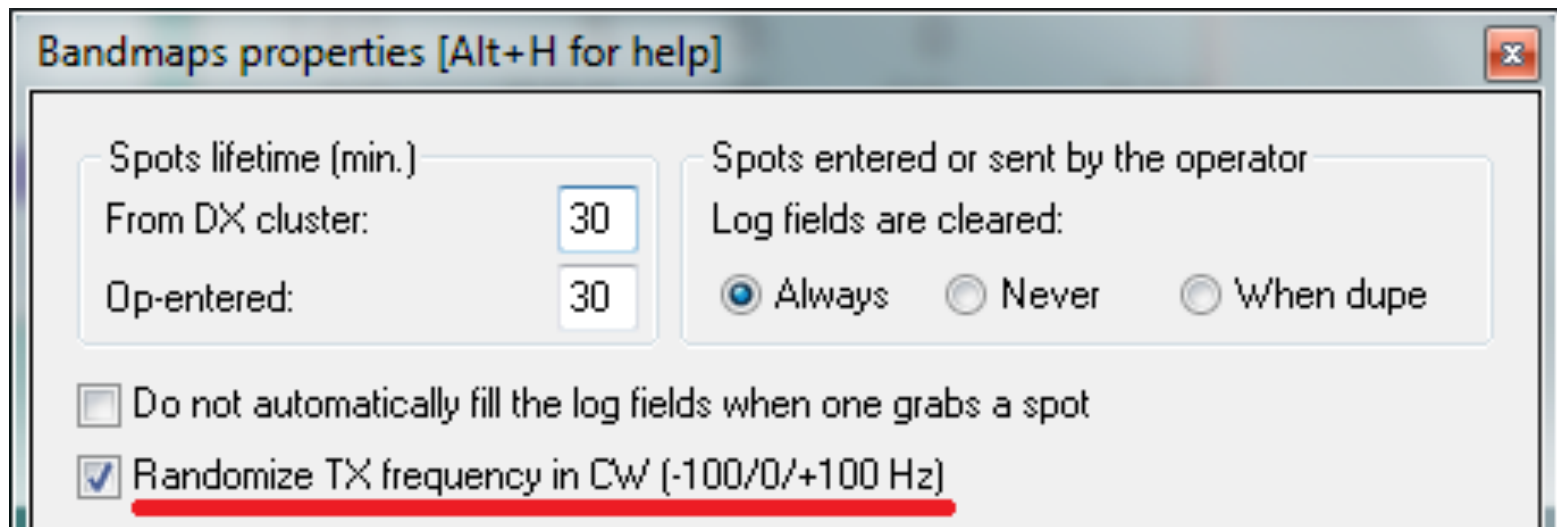 Bandmaps properties [Alt+H for help]
Spots lifetime (min.)
From DX cluster: 30
Op-entered: 30
Spots entered or sent by the operator
Log fields are cleared:
Always Never When dupe
Do not automatically fill the log fields when one grabs a spot
Randomize TX frequency in CW (-100/0/+100 Hz)